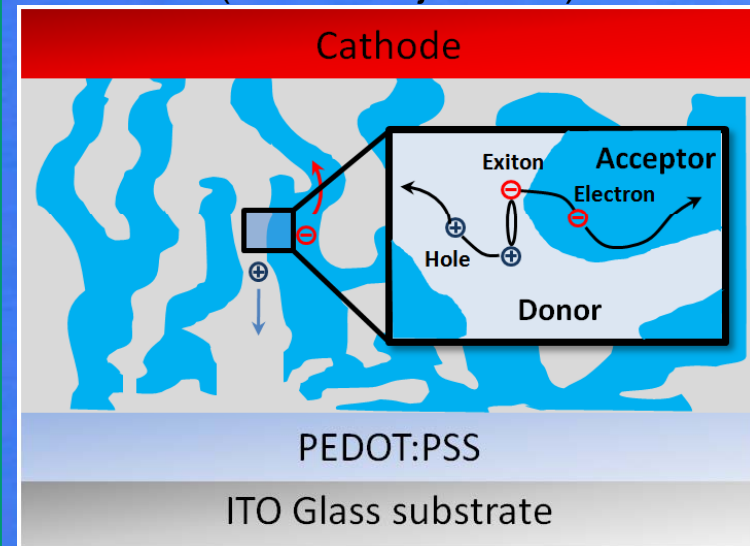 Cathode
Exiton
Acceptor
Electron
Hole
Donor
PEDOT:PSS
ITO Glass substrate